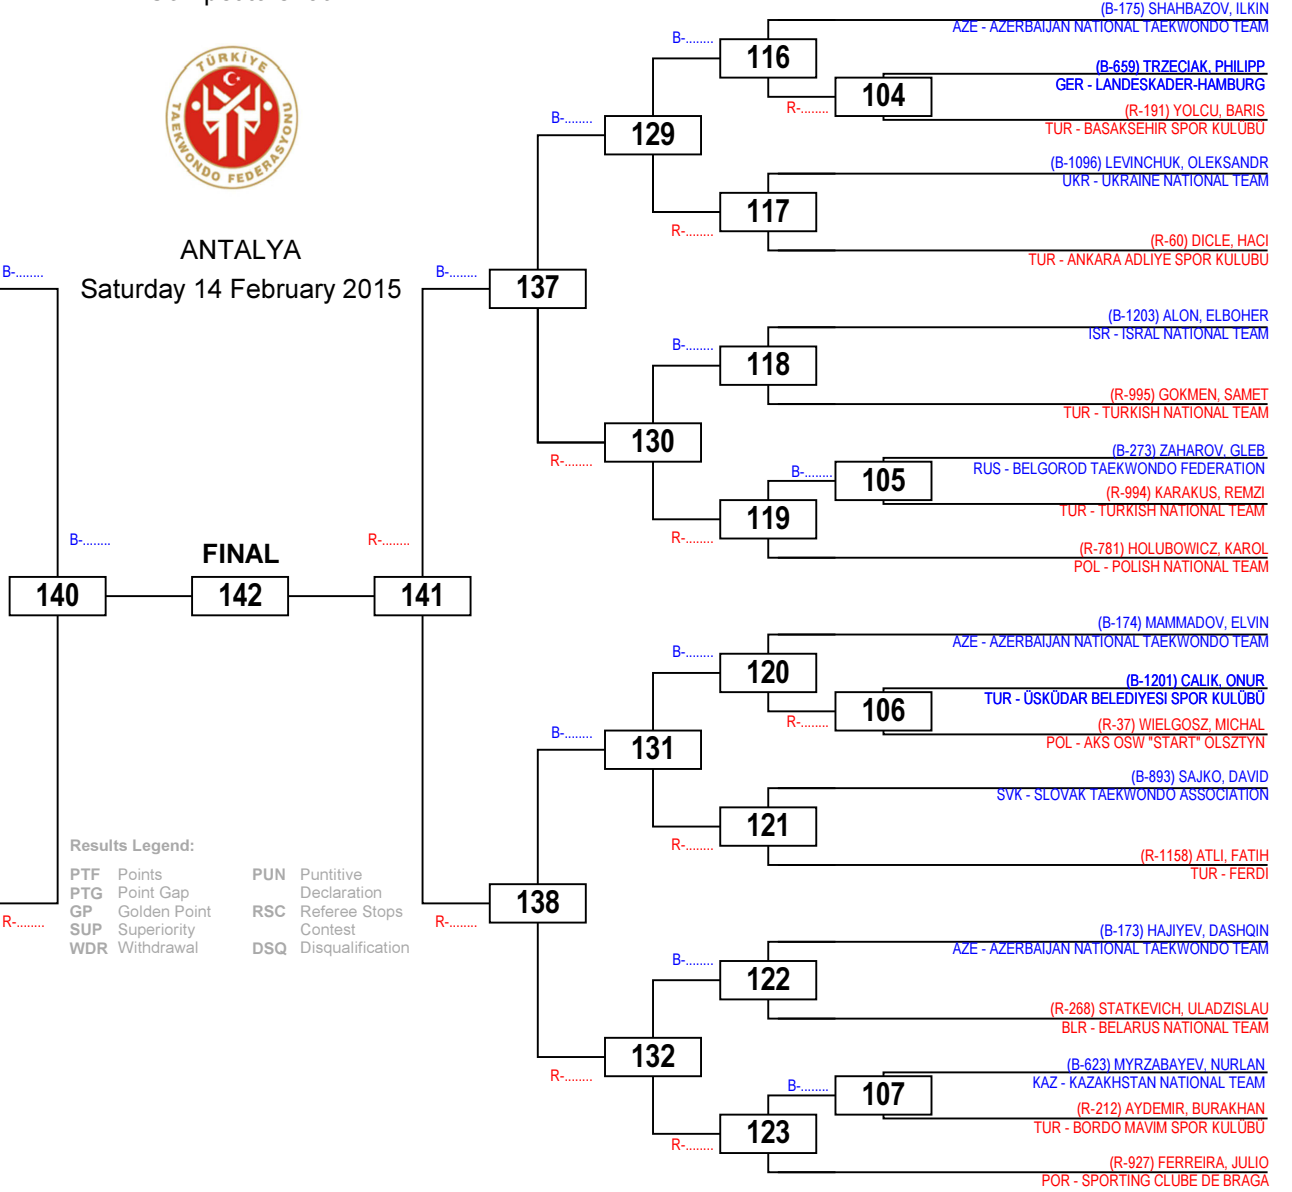 TÜRKİYE
TAEKWONDO FEDERASYONU
ANTALYA
Saturday 14 February 2015
B-........
R-........
140
B-........
FINAL
142
R-........
141
B-........
R-........
137
138
B-........
R-........
B-........
R-........
129
130
131
132
B-........
R-........
B-........
R-........
B-........
R-........
B-........
R-........
116
117
118
119
120
121
122
123
R-........
104
B-........
105
R-........
106
B-........
107
(B-175) SHAHBAZOV, ILKIN
AZE - AZERBAIJAN NATIONAL TAEKWONDO TEAM
(B-659) TRZECIAK, PHILIPP
GER - LANDESKADER-HAMBURG
(R-191) YOLCU, BARIS
TUR - BASAKSEHIR SPOR KULÜBÜ
(B-1096) LEVINCHUK, OLEKSANDR
UKR - UKRAINE NATIONAL TEAM
(R-60) DICLE, HACI
TUR - ANKARA ADLIYE SPOR KULUBU
(B-1203) ALON, ELBOHER
ISR - ISRAL NATIONAL TEAM
(R-995) GOKMEN, SAMET
TUR - TURKISH NATIONAL TEAM
(B-273) ZAHAROV, GLEB
RUS - BELGOROD TAEKWONDO FEDERATION
(R-994) KARAKUS, REMZI
TUR - TURKISH NATIONAL TEAM
(R-781) HOLUBOWICZ, KAROL
POL - POLISH NATIONAL TEAM
(B-174) MAMMADOV, ELVIN
AZE - AZERBAIJAN NATIONAL TAEKWONDO TEAM
(B-1201) CALIK, ONUR
TUR - ÜSKÜDAR BELEDIYESI SPOR KULÜBÜ
(R-37) WIELGOSZ, MICHAL
POL - AKS OSW "START" OLSZTYN
(B-893) SAJKO, DAVID
SVK - SLOVAK TAEKWONDO ASSOCIATION
(R-1158) ATLI, FATIH
TUR - FERDI
(B-173) HAJIYEV, DASHQIN
AZE - AZERBAIJAN NATIONAL TAEKWONDO TEAM
(R-268) STATKEVICH, ULADZISLAU
BLR - BELARUS NATIONAL TEAM
(B-623) MYRZABAYEV, NURLAN
KAZ - KAZAKHSTAN NATIONAL TEAM
(R-212) AYDEMIR, BURAKHAN
TUR - BORDO MAVIM SPOR KULÜBÜ
(R-927) FERREIRA, JULIO
POR - SPORTING CLUBE DE BRAGA
Results Legend:
PTF Points
PTG Point Gap
GP Golden Point
SUP Superiority
WDR Withdrawal
PUN Puntitive
Declaration
RSC Referee Stops
Contest
DSQ Disqualification